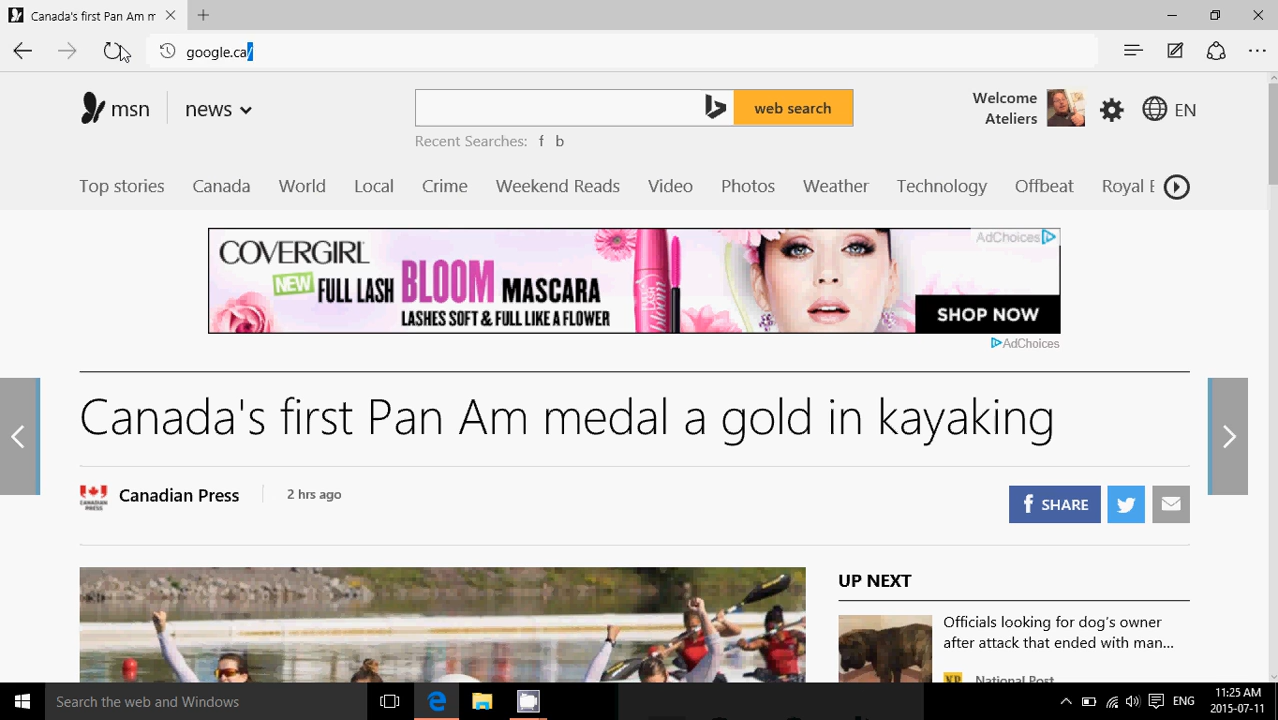 Canada's first Pan Am m
google.ca/
msn news
web search
Welcome Ateliers
EN
Recent Searches: f b
Top stories Canada World Local Crime Weekend Reads Video Photos Weather Technology Offbeat Royal
AdChoices
COVERGIRL
NEW FULL LASH BLOOM MASCARA
LASHES SOFT & FULL LIKE A FLOWER
SHOP NOW
AdChoices
Canada's first Pan Am medal a gold in kayaking
CANADIAN PRESS
Canadian Press 2 hrs ago
f SHARE
UP NEXT
Officials looking for dog's owner
after attack that ended with man...
NP National Post
Search the web and Windows
ENG
11:25 AM
2015-07-11